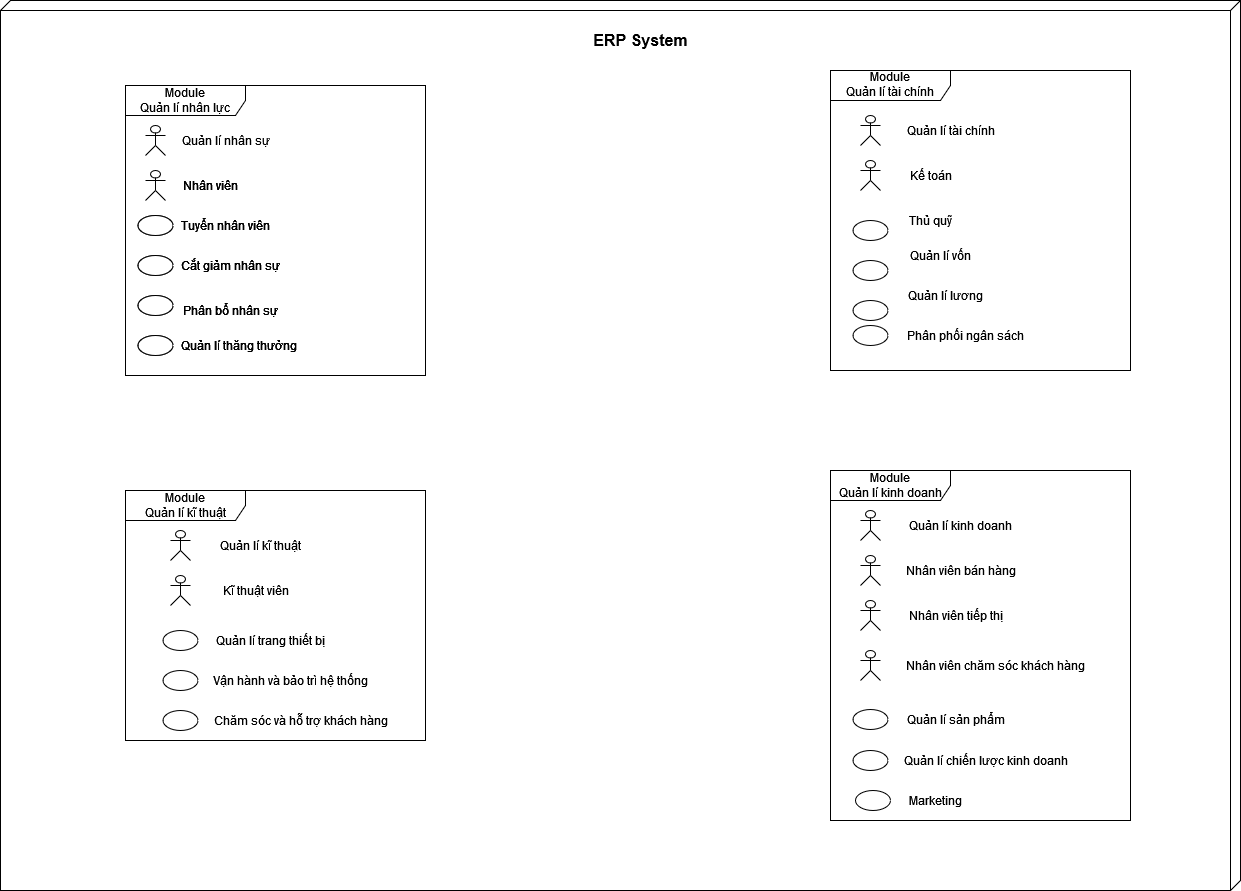 ERP System
Module
Quản lí nhân lực
Quản lí nhân sự
Nhân viên
Tuyển nhân viên
Cắt giảm nhân sự
Phân bổ nhân sự
Quản lí thăng thưởng
Module
Quản lí tài chính
Quản lí tài chính
Kế toán
Thủ quỹ
Quản lí vốn
Quản lí lương
Phân phối ngân sách
Module
Quản lí kĩ thuật
Quản lí kĩ thuật
Kĩ thuật viên
Quản lí trang thiết bị
Vận hành và bảo trì hệ thống
Chăm sóc và hỗ trợ khách hàng
Module
Quản lí kinh doanh
Quản lí kinh doanh
Nhân viên bán hàng
Nhân viên tiếp thị
Nhân viên chăm sóc khách hàng
Quản lí sản phẩm
Quản lí chiến lược kinh doanh
Marketing